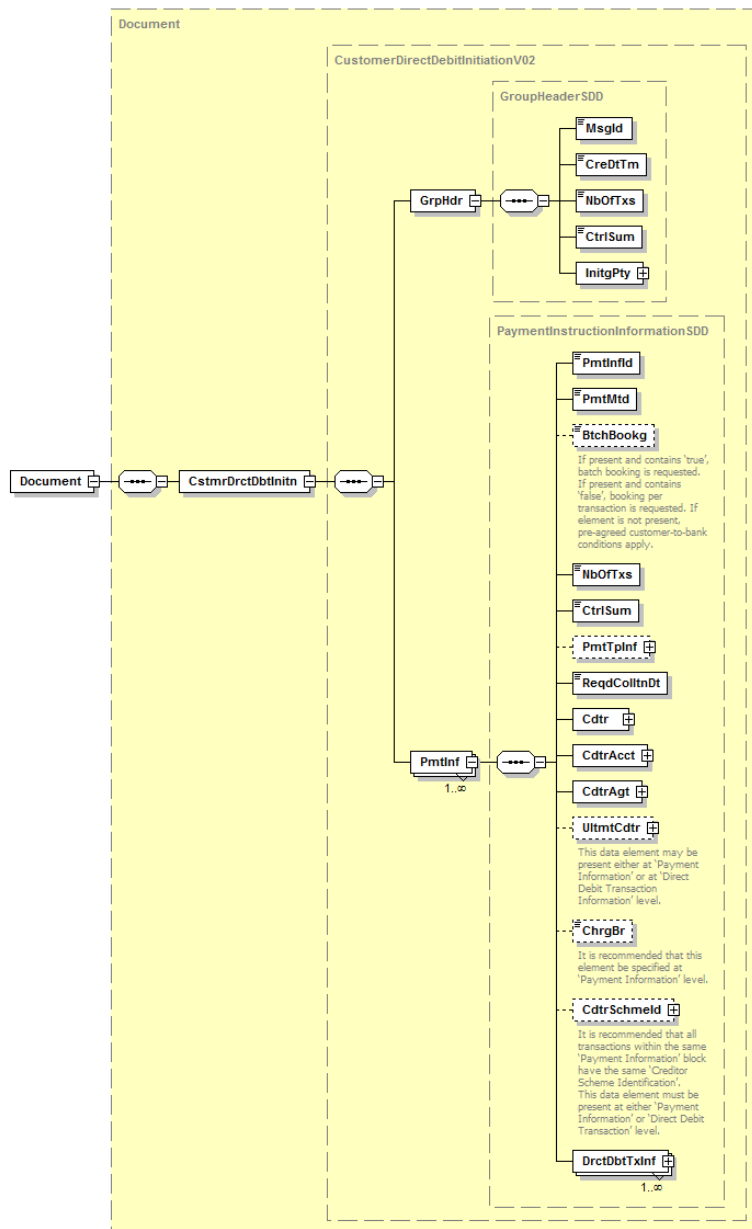 Document
CustomerDirectDebitInitiationV02
GroupHeaderSDD
MsgId
CreDtTm
GrpHdr
NbOfTxs
CtrlSum
InitgPty
PaymentInstructionInformationSDD
PmtInfId
PmtMtd
BtchBookg
If present and contains 'true',
batch booking is requested.
If present and contains
'false', booking per
transaction is requested. If
element is not present,
pre-agreed customer-to-bank
conditions apply.
Document
CstmrDrctDbtInitn
NbOfTxs
CtrlSum
PmtTpInf
ReqdColltnDt
Cdtr
PmtInf
1..∞
CdtrAcct
CdtrAgt
UltmtCdtr
This data element may be
present either at 'Payment
Information' or at 'Direct
Debit Transaction
Information' level.
ChrgBr
It is recommended that this
element be specified at
'Payment Information' level.
CdtrSchmeId
It is recommended that all
transactions within the same
'Payment Information' block
have the same 'Creditor
Scheme Identification'.
This data element must be
present at either 'Payment
Information' or 'Direct Debit
Transaction' level.
DrctDbtTxInf
1..∞